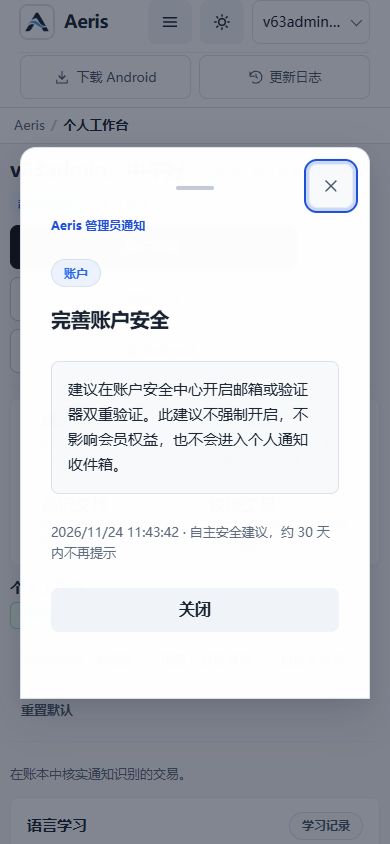 Aeris
v63admin...
下载 Android
更新日志
Aeris / 个人工作台
Aeris 管理员通知
账户
完善账户安全
建议在账户安全中心开启邮箱或验证
器双重验证。此建议不强制开启，不
影响会员权益，也不会进入个人通知
收件箱。
2026/11/24 11:43:42 · 自主安全建议，约 30 天
内不再提示
关闭
重置默认
在账本中核实通知识别的交易。
语言学习
学习记录